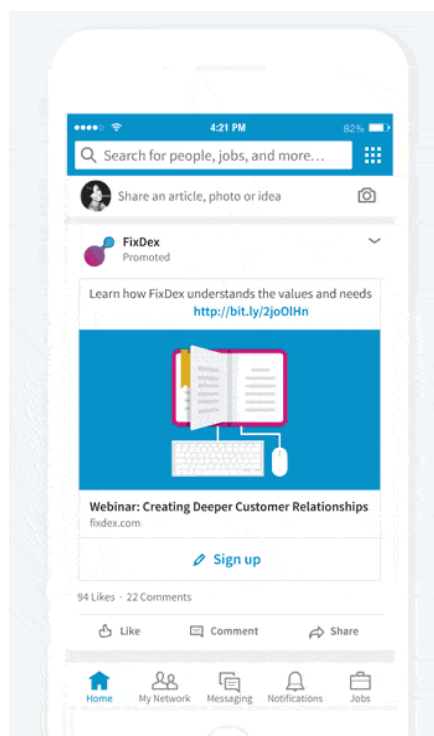 4:21 PM
82%
Search for people, jobs, and more...
Share an article, photo or idea
FixDex
Promoted
Learn how FixDex understands the values and needs
http://bit.ly/2joOlHn
Webinar: Creating Deeper Customer Relationships
fixdex.com
Sign up
94 Likes · 22 Comments
Like Comment Share
Home My Network Messaging Notifications Jobs